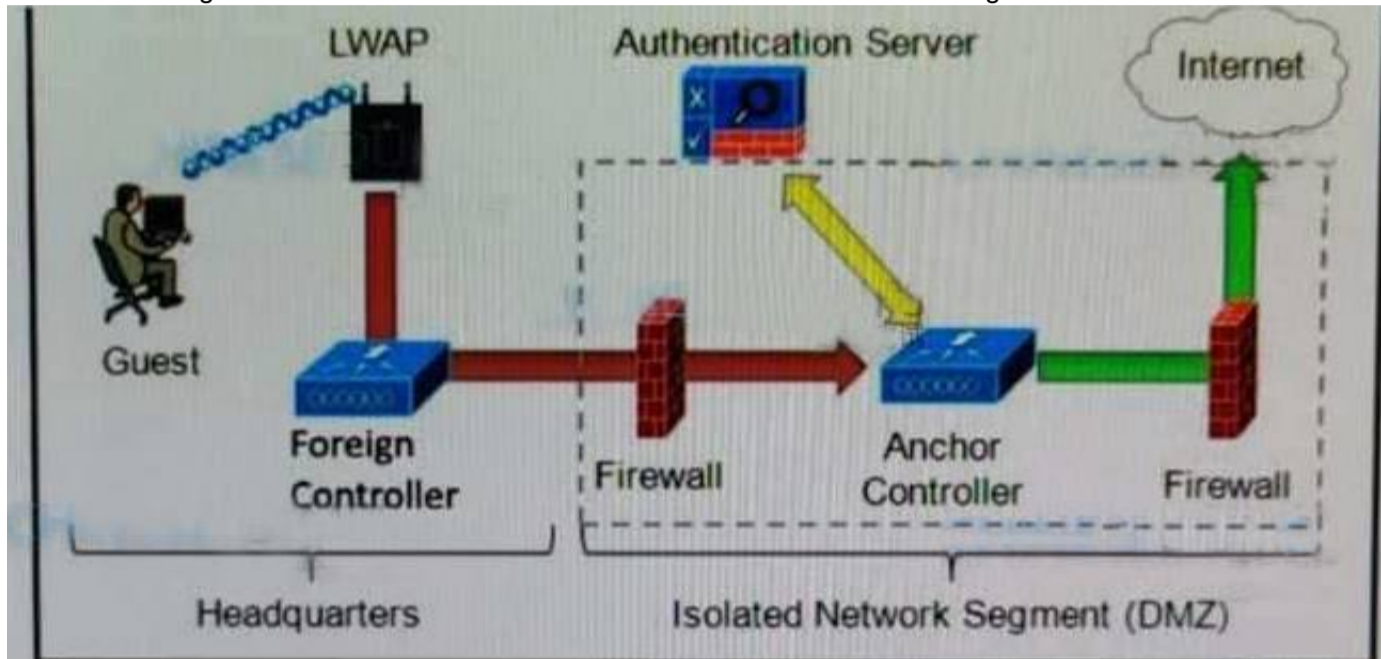 LWAP
Authentication Server
Internet
Guest
Foreign
Controller
Firewall
Anchor
Controller
Firewall
Headquarters
Isolated Network Segment (DMZ)